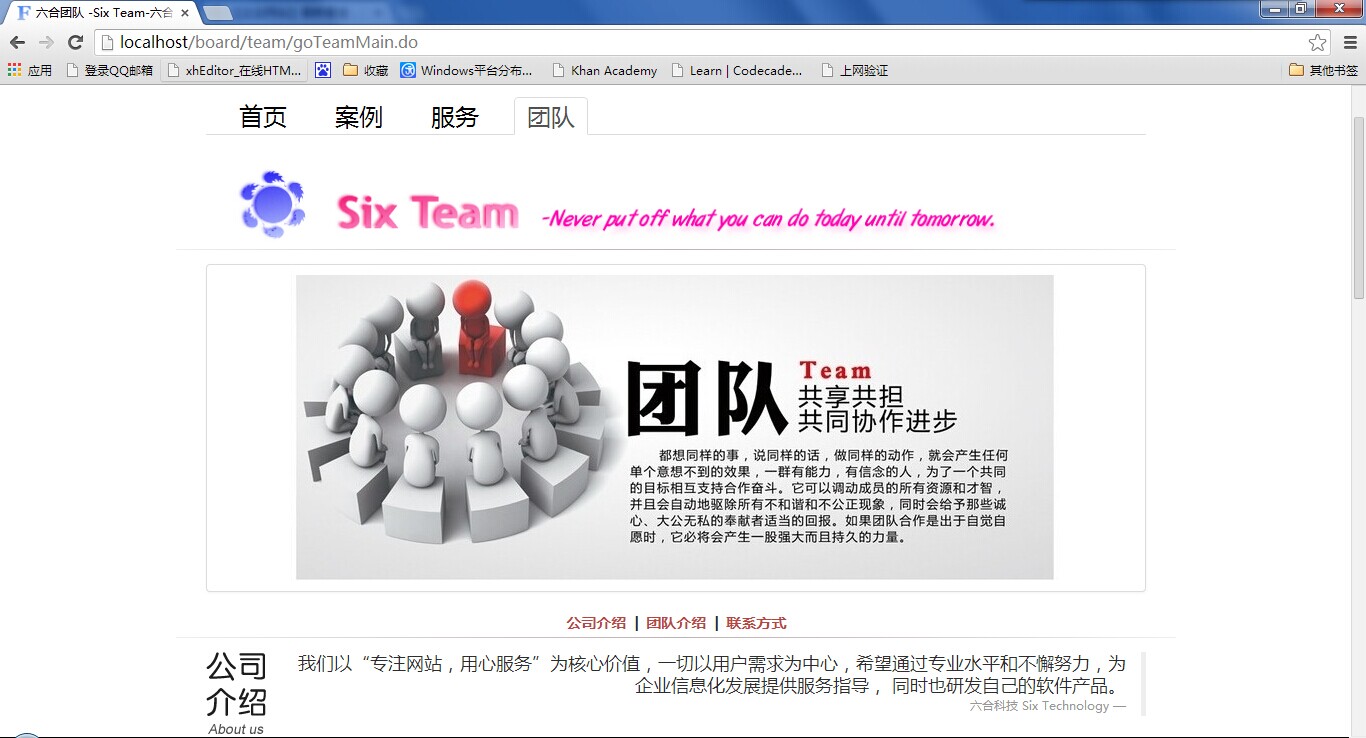 六合团队 -Six Team-六合
localhost/board/team/goTeamMain.do
应用 登录QQ邮箱 xhEditor_在线HTM... 收藏 Windows平台分布... Khan Academy Learn | Codecade... 上网验证 其他书签
首页 案例 服务 团队
Six Team -Never put off what you can do today until tomorrow.
团队
Team
共享共担
共同协作进步
都想同样的事，说同样的话，做同样的动作，就会产生任何
单个意想不到的效果，一群有能力，有信念的人，为了一个共同
的目标相互支持合作奋斗。它可以调动成员的所有资源和才智，
并且会自动地驱除所有不和谐和不公正现象，同时会给予那些诚
心、大公无私的奉献者适当的回报。如果团队合作是出于自觉自
愿时，它必将会产生一股强大而且持久的力量。
公司介绍 | 团队介绍 | 联系方式
公司
介绍
About us
我们以“专注网站，用心服务”为核心价值，一切以用户需求为中心，希望通过专业水平和不懈努力，为
企业信息化发展提供服务指导， 同时也研发自己的软件产品。
六合科技 Six Technology —